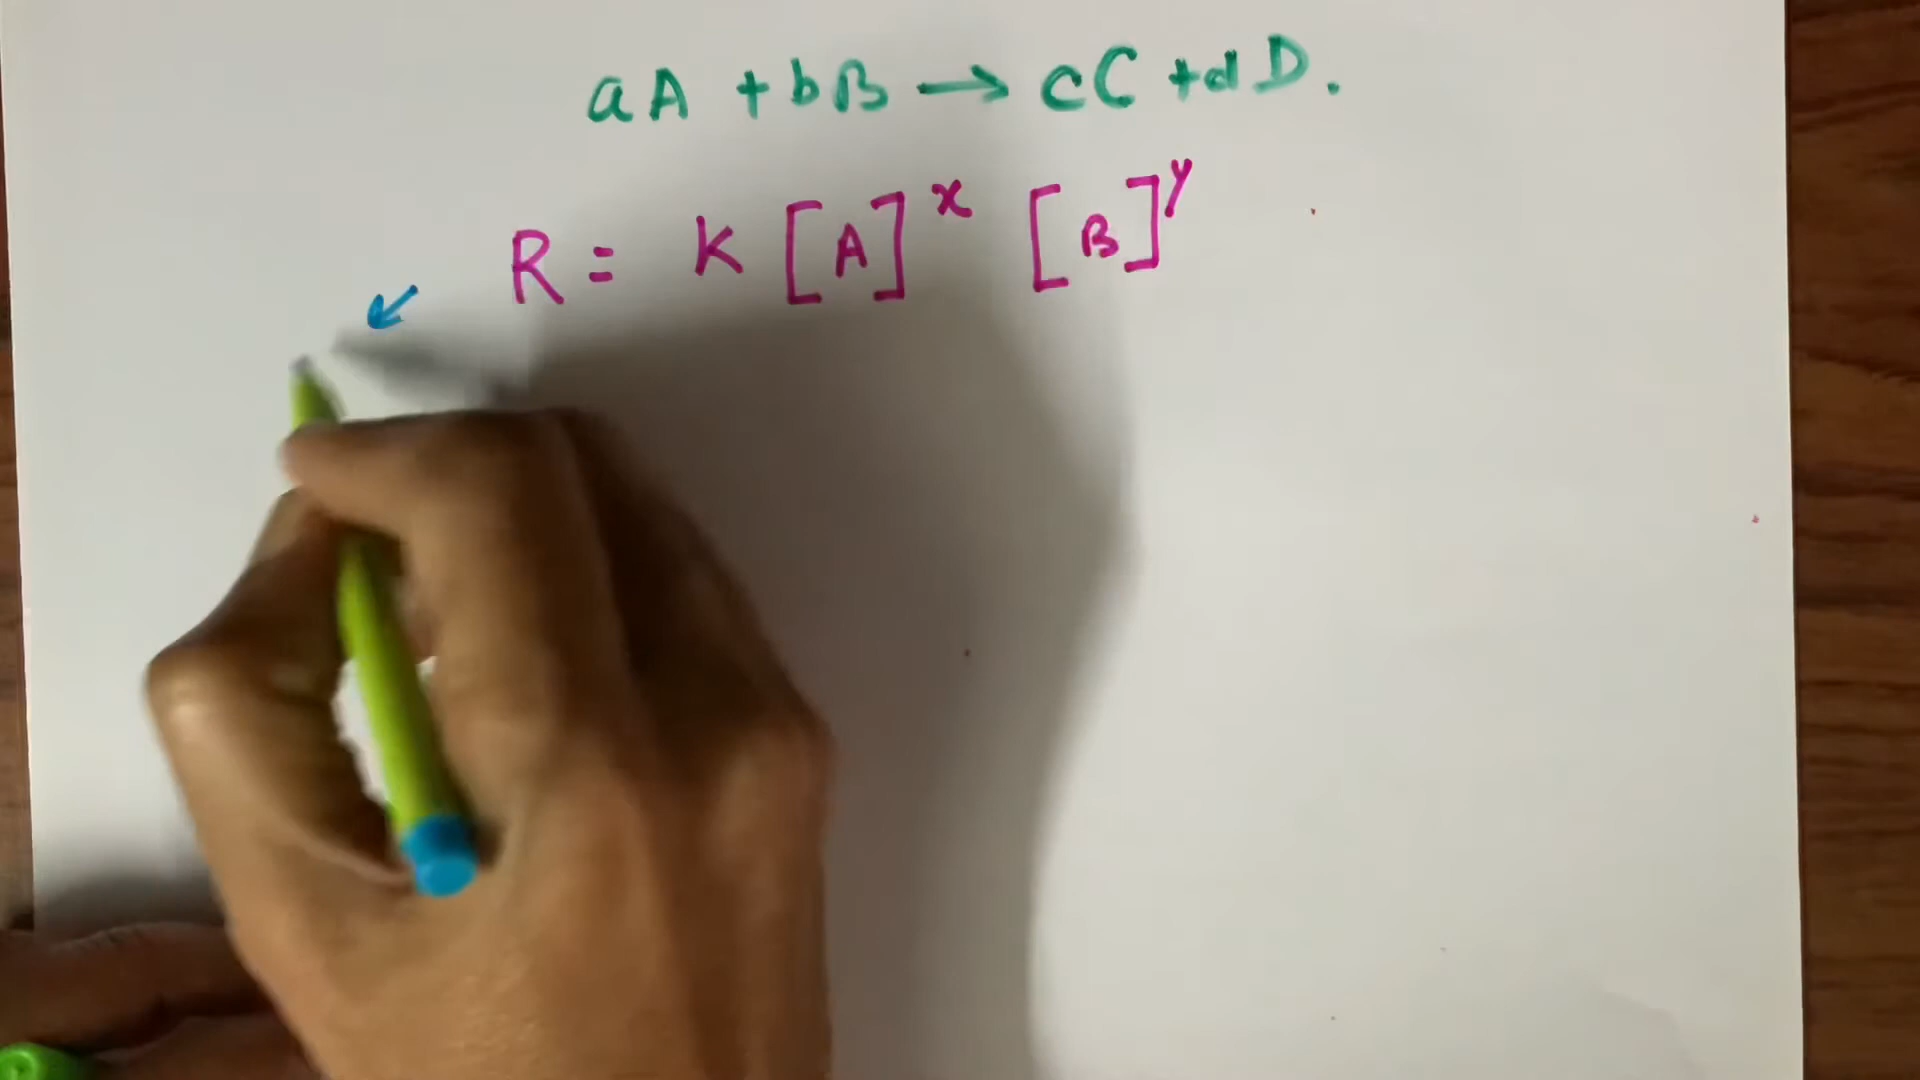 aA + bB → cC + dD.
R = K [A]^x [B]^y